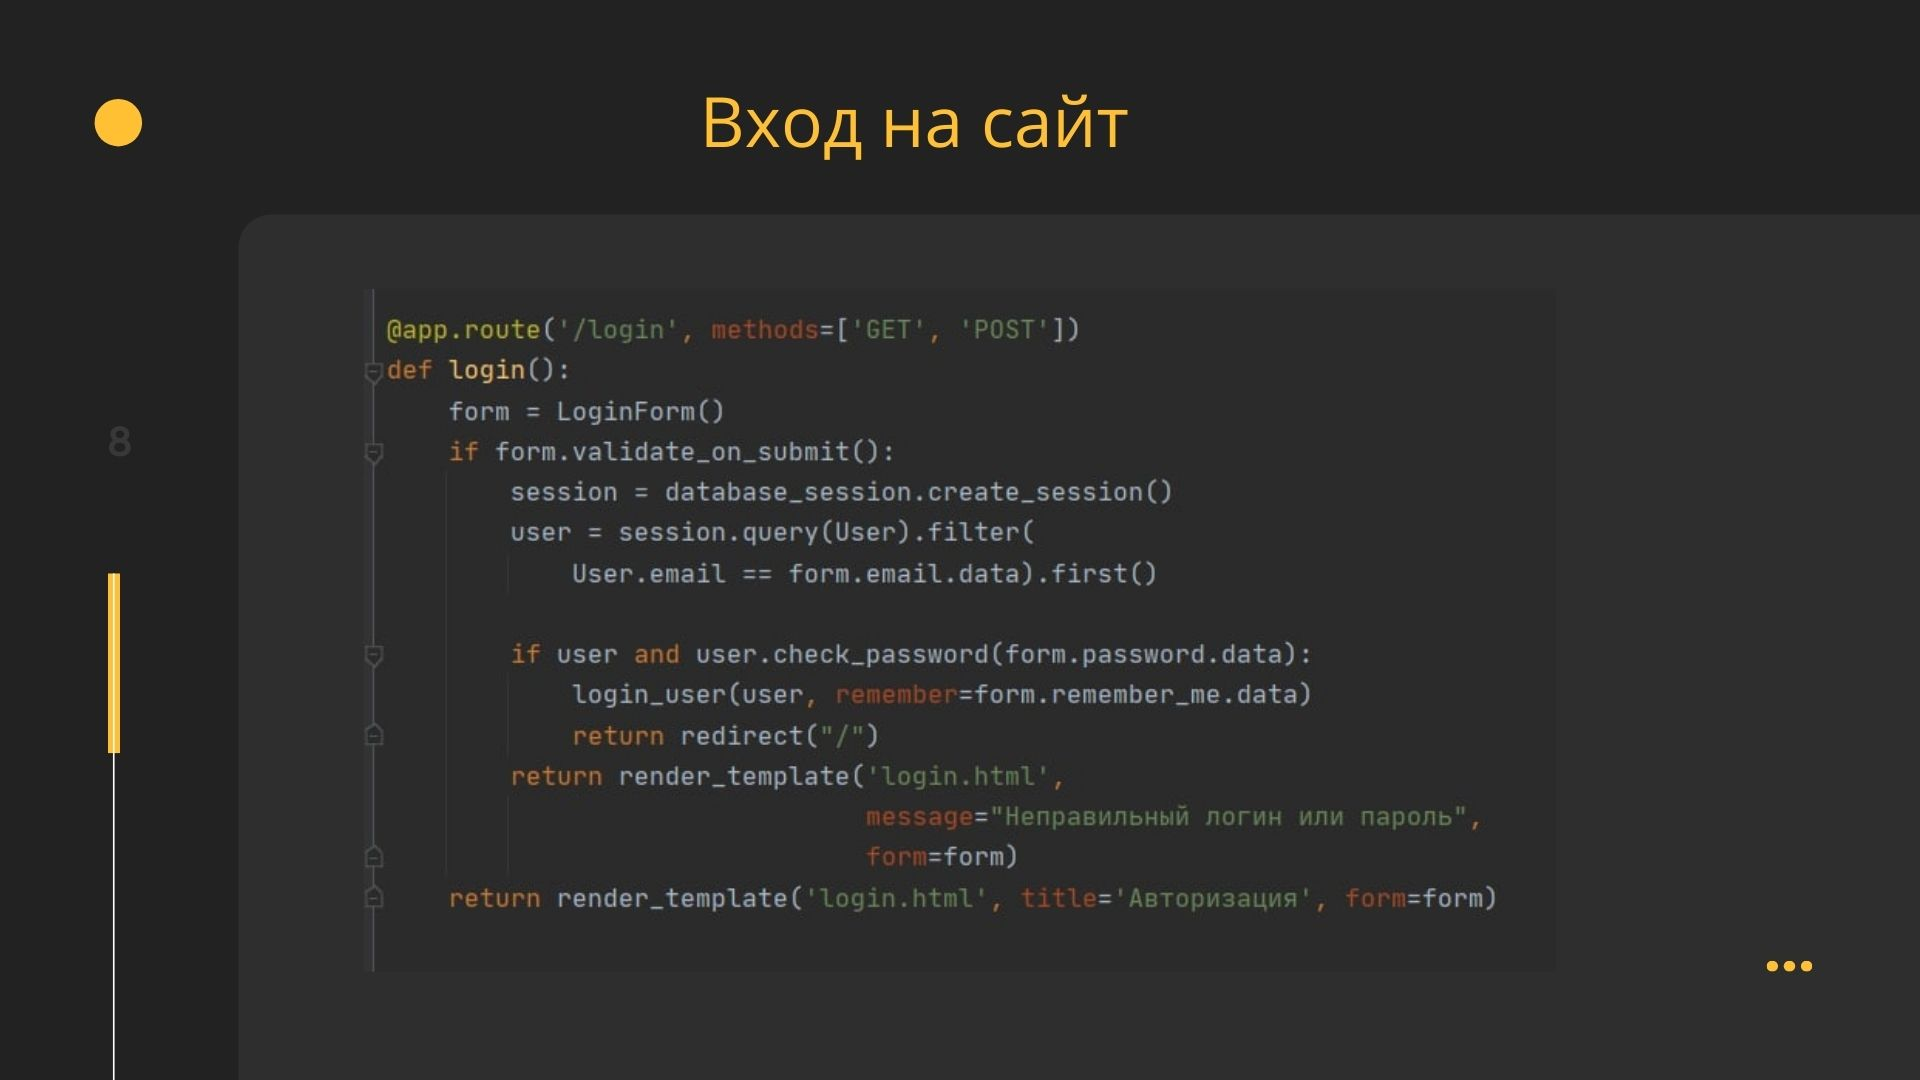 Вход на сайт
8
@app.route('/login', methods=['GET', 'POST'])
def login():
    form = LoginForm()
    if form.validate_on_submit():
        session = database_session.create_session()
        user = session.query(User).filter(
            User.email == form.email.data).first()

        if user and user.check_password(form.password.data):
            login_user(user, remember=form.remember_me.data)
            return redirect("/")
        return render_template('login.html',
                               message="Неправильный логин или пароль",
                               form=form)
    return render_template('login.html', title='Авторизация', form=form)